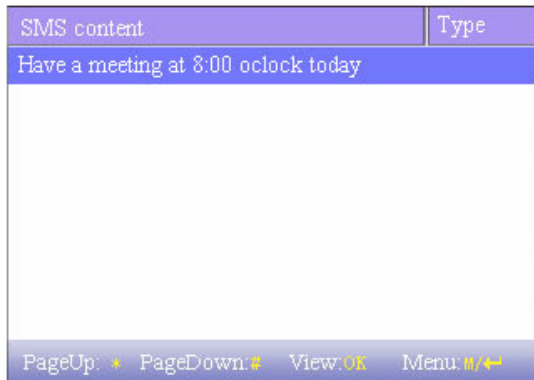 SMS content Type
Have a meeting at 8:00 oclock today
PageUp: * PageDown:# View:OK Menu:M/↵